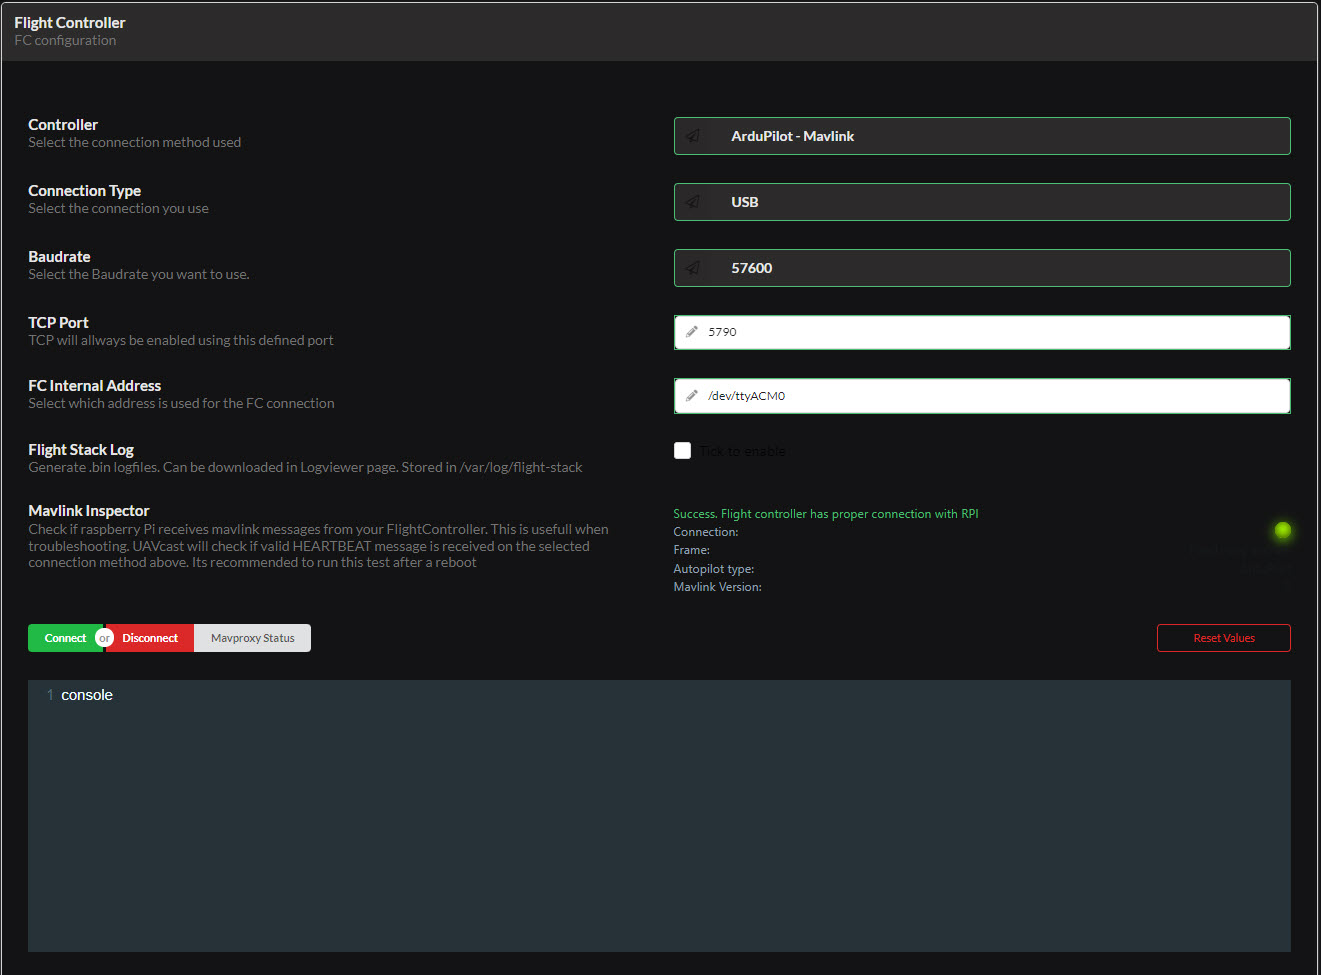 Flight Controller
FC configuration
Controller
Select the connection method used
ArduPilot - Mavlink
Connection Type
Select the connection you use
USB
Baudrate
Select the Baudrate you want to use.
57600
TCP Port
TCP will allways be enabled using this defined port
5790
FC Internal Address
Select which address is used for the FC connection
/dev/ttyACM0
Flight Stack Log
Generate .bin logfiles. Can be downloaded in Logviewer page. Stored in /var/log/flight-stack
Tick to enable
Mavlink Inspector
Check if raspberry Pi receives mavlink messages from your FlightController. This is usefull when
troubleshooting. UAVcast will check if valid HEARTBEAT message is received on the selected
connection method above. Its recommended to run this test after a reboot
Success. Flight controller has proper connection with RPI
Connection:
Frame:
Autopilot type:
Mavlink Version:
Connect or Disconnect Mavproxy Status
Reset Values
1 console